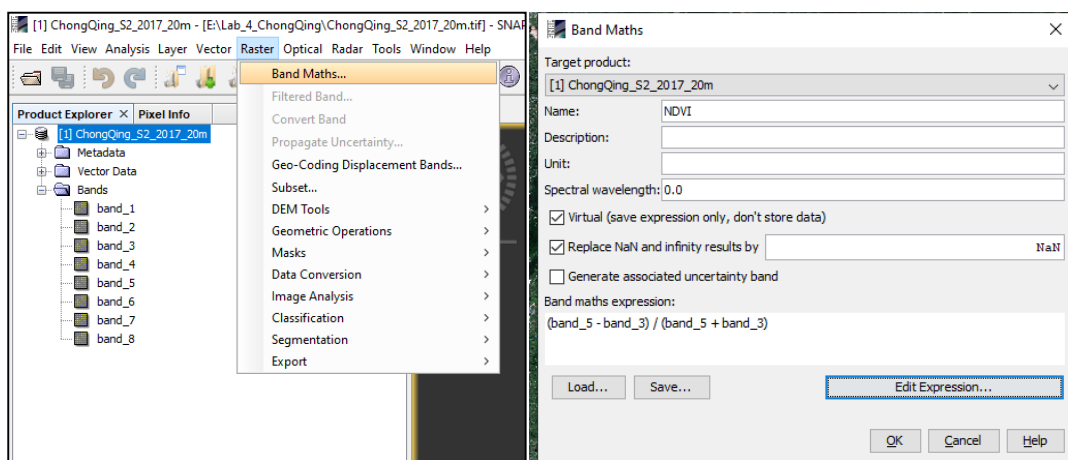 [1] ChongQing_S2_2017_20m - [E:\Lab_4_ChongQing\ChongQing_S2_2017_20m.tif] - SNAP
File Edit View Analysis Layer Vector Raster Optical Radar Tools Window Help
Product Explorer × Pixel Info
[1] ChongQing_S2_2017_20m
Metadata
Vector Data
Bands
band_1
band_2
band_3
band_4
band_5
band_6
band_7
band_8
Band Maths...
Filtered Band...
Convert Band
Propagate Uncertainty...
Geo-Coding Displacement Bands...
Subset...
DEM Tools >
Geometric Operations >
Masks >
Data Conversion >
Image Analysis >
Classification >
Segmentation >
Export >
Band Maths
Target product:
[1] ChongQing_S2_2017_20m
Name: NDVI
Description:
Unit:
Spectral wavelength: 0.0
Virtual (save expression only, don't store data)
Replace NaN and infinity results by NaN
Generate associated uncertainty band
Band maths expression:
(band_5 - band_3) / (band_5 + band_3)
Load... Save... Edit Expression...
OK Cancel Help